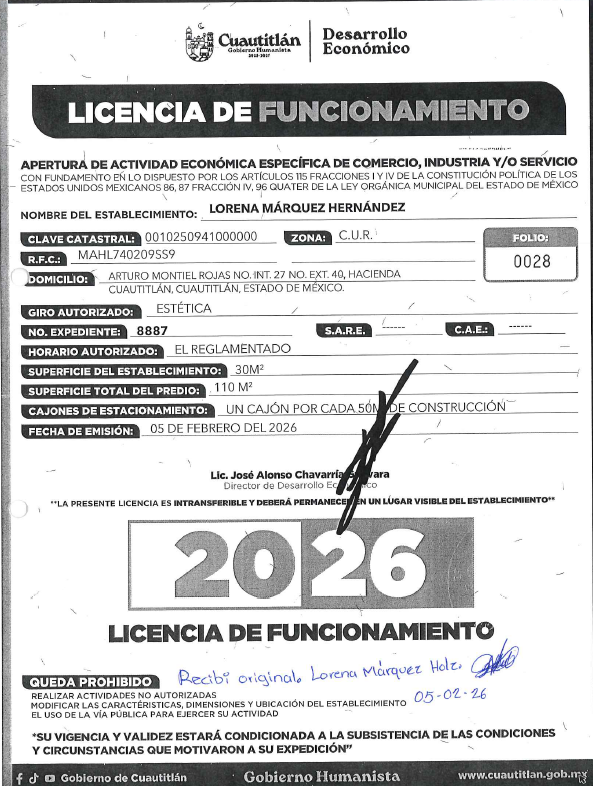 Cuautitlán
Gobierno Humanista
2025-2027
Desarrollo
Económico
LICENCIA DE FUNCIONAMIENTO
APERTURA DE ACTIVIDAD ECONÓMICA ESPECÍFICA DE COMERCIO, INDUSTRIA Y/O SERVICIO
CON FUNDAMENTO EN LO DISPUESTO POR LOS ARTÍCULOS 115 FRACCIONES I Y IV DE LA CONSTITUCIÓN POLÍTICA DE LOS
ESTADOS UNIDOS MEXICANOS 86, 87 FRACCIÓN IV, 96 QUATER DE LA LEY ORGÁNICA MUNICIPAL DEL ESTADO DE MÉXICO
NOMBRE DEL ESTABLECIMIENTO: LORENA MÁRQUEZ HERNÁNDEZ
CLAVE CATASTRAL: 0010250941000000 ZONA: C.U.R.
FOLIO:
0028
R.F.C.: MAHL740209SS9
DOMICILIO: ARTURO MONTIEL ROJAS NO. INT. 27 NO. EXT. 40, HACIENDA
CUAUTITLÁN, CUAUTITLÁN, ESTADO DE MÉXICO.
GIRO AUTORIZADO: ESTÉTICA
NO. EXPEDIENTE: 8887 S.A.R.E.: ------ C.A.E.: ------
HORARIO AUTORIZADO: EL REGLAMENTADO
SUPERFICIE DEL ESTABLECIMIENTO: 30M²
SUPERFICIE TOTAL DEL PREDIO: 110 M²
CAJONES DE ESTACIONAMIENTO: UN CAJÓN POR CADA 50M² DE CONSTRUCCIÓN
FECHA DE EMISIÓN: 05 DE FEBRERO DEL 2026
Lic. José Alonso Chavarría Guevara
Director de Desarrollo Económico
**LA PRESENTE LICENCIA ES INTRANSFERIBLE Y DEBERÁ PERMANECER EN UN LUGAR VISIBLE DEL ESTABLECIMIENTO**
2026
LICENCIA DE FUNCIONAMIENTO
Recibi original. Lorena Márquez Hdz.
05-02-26
QUEDA PROHIBIDO
REALIZAR ACTIVIDADES NO AUTORIZADAS
MODIFICAR LAS CARACTERÍSTICAS, DIMENSIONES Y UBICACIÓN DEL ESTABLECIMIENTO
EL USO DE LA VÍA PÚBLICA PARA EJERCER SU ACTIVIDAD
"SU VIGENCIA Y VALIDEZ ESTARÁ CONDICIONADA A LA SUBSISTENCIA DE LAS CONDICIONES
Y CIRCUNSTANCIAS QUE MOTIVARON A SU EXPEDICIÓN"
Gobierno de Cuautitlán
Gobierno Humanista
www.cuautitlan.gob.mx